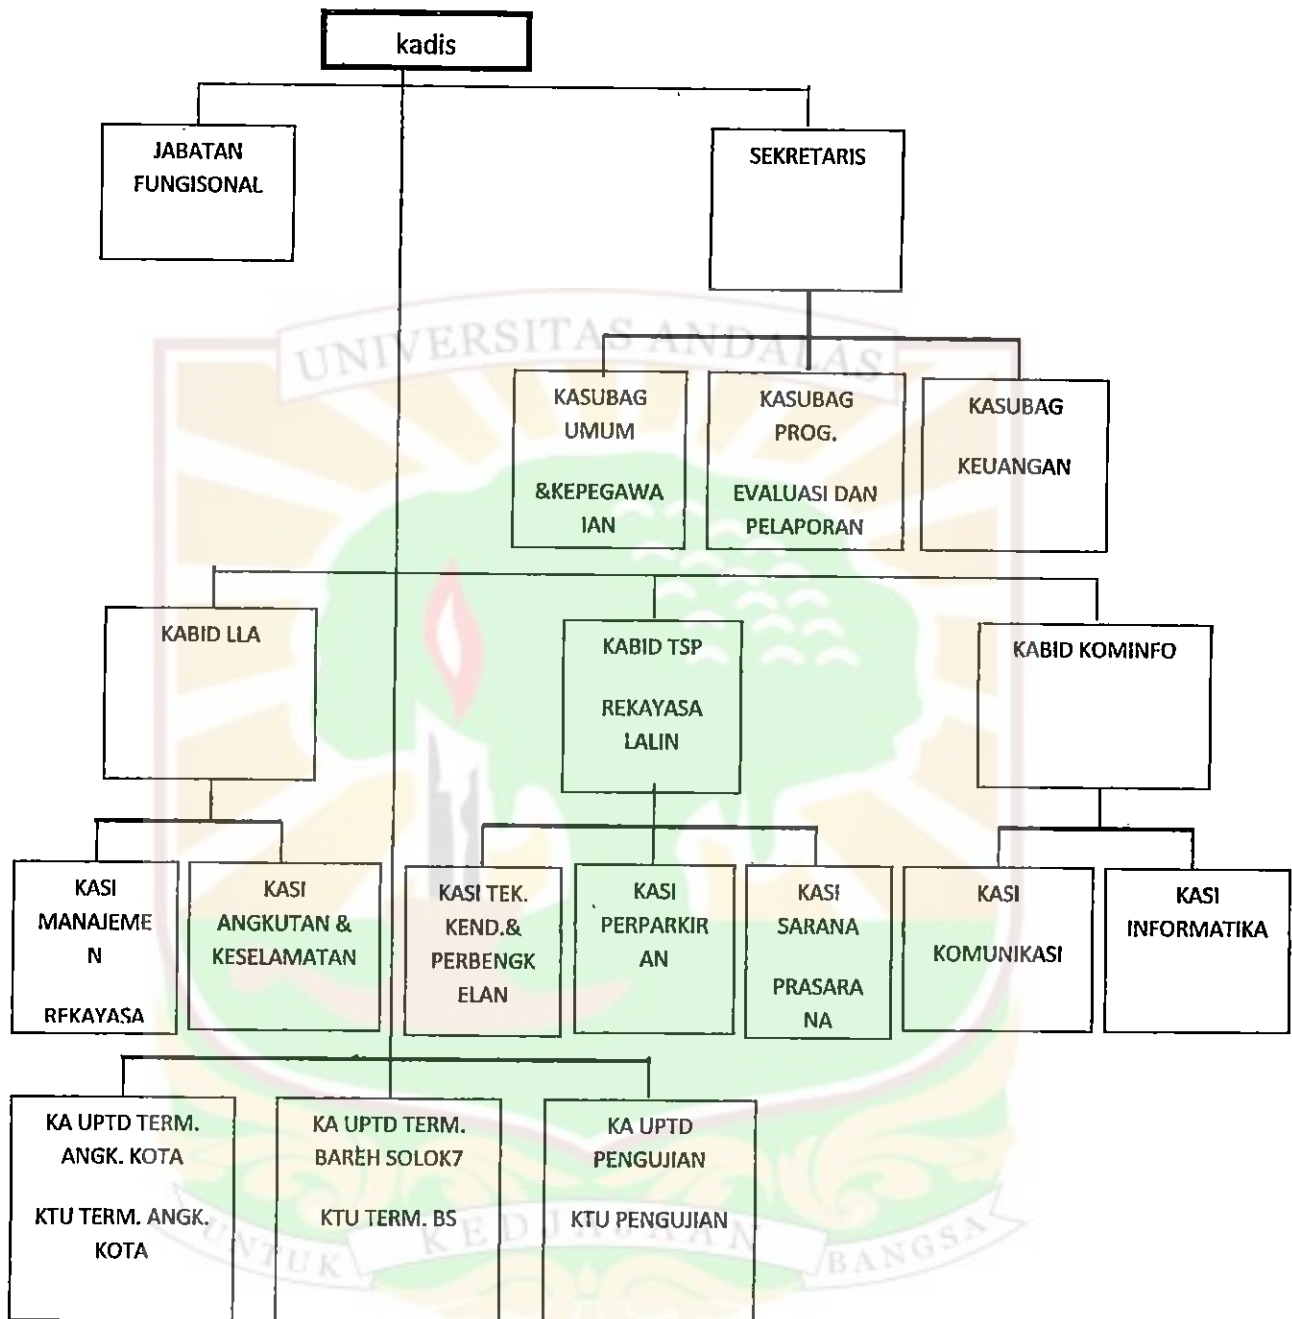 kadis
JABATAN
FUNGISONAL
SEKRETARIS
UNIVERSITAS ANDALAS
KASUBAG
UMUM
&KEPEGAWA
IAN
KASUBAG
PROG.
EVALUASI DAN
PELAPORAN
KASUBAG
KEUANGAN
KABID LLA
KABID TSP
REKAYASA
LALIN
KABID KOMINFO
KASI
MANAJEME
N
REKAYASA
KASI
ANGKUTAN &
KESELAMATAN
KASI TEK.
KEND.&
PERBENGK
ELAN
KASI
PERPARKIR
AN
KASI
SARANA
PRASARA
NA
KASI
KOMUNIKASI
KASI
INFORMATIKA
KA UPTD TERM.
ANGK. KOTA
KTU TERM. ANGK.
KOTA
KA UPTD TERM.
BAREH SOLOK7
KTU TERM. BS
KA UPTD
PENGUJIAN
KTU PENGUJIAN
UNTUK KEDJAJAAN BANGSA